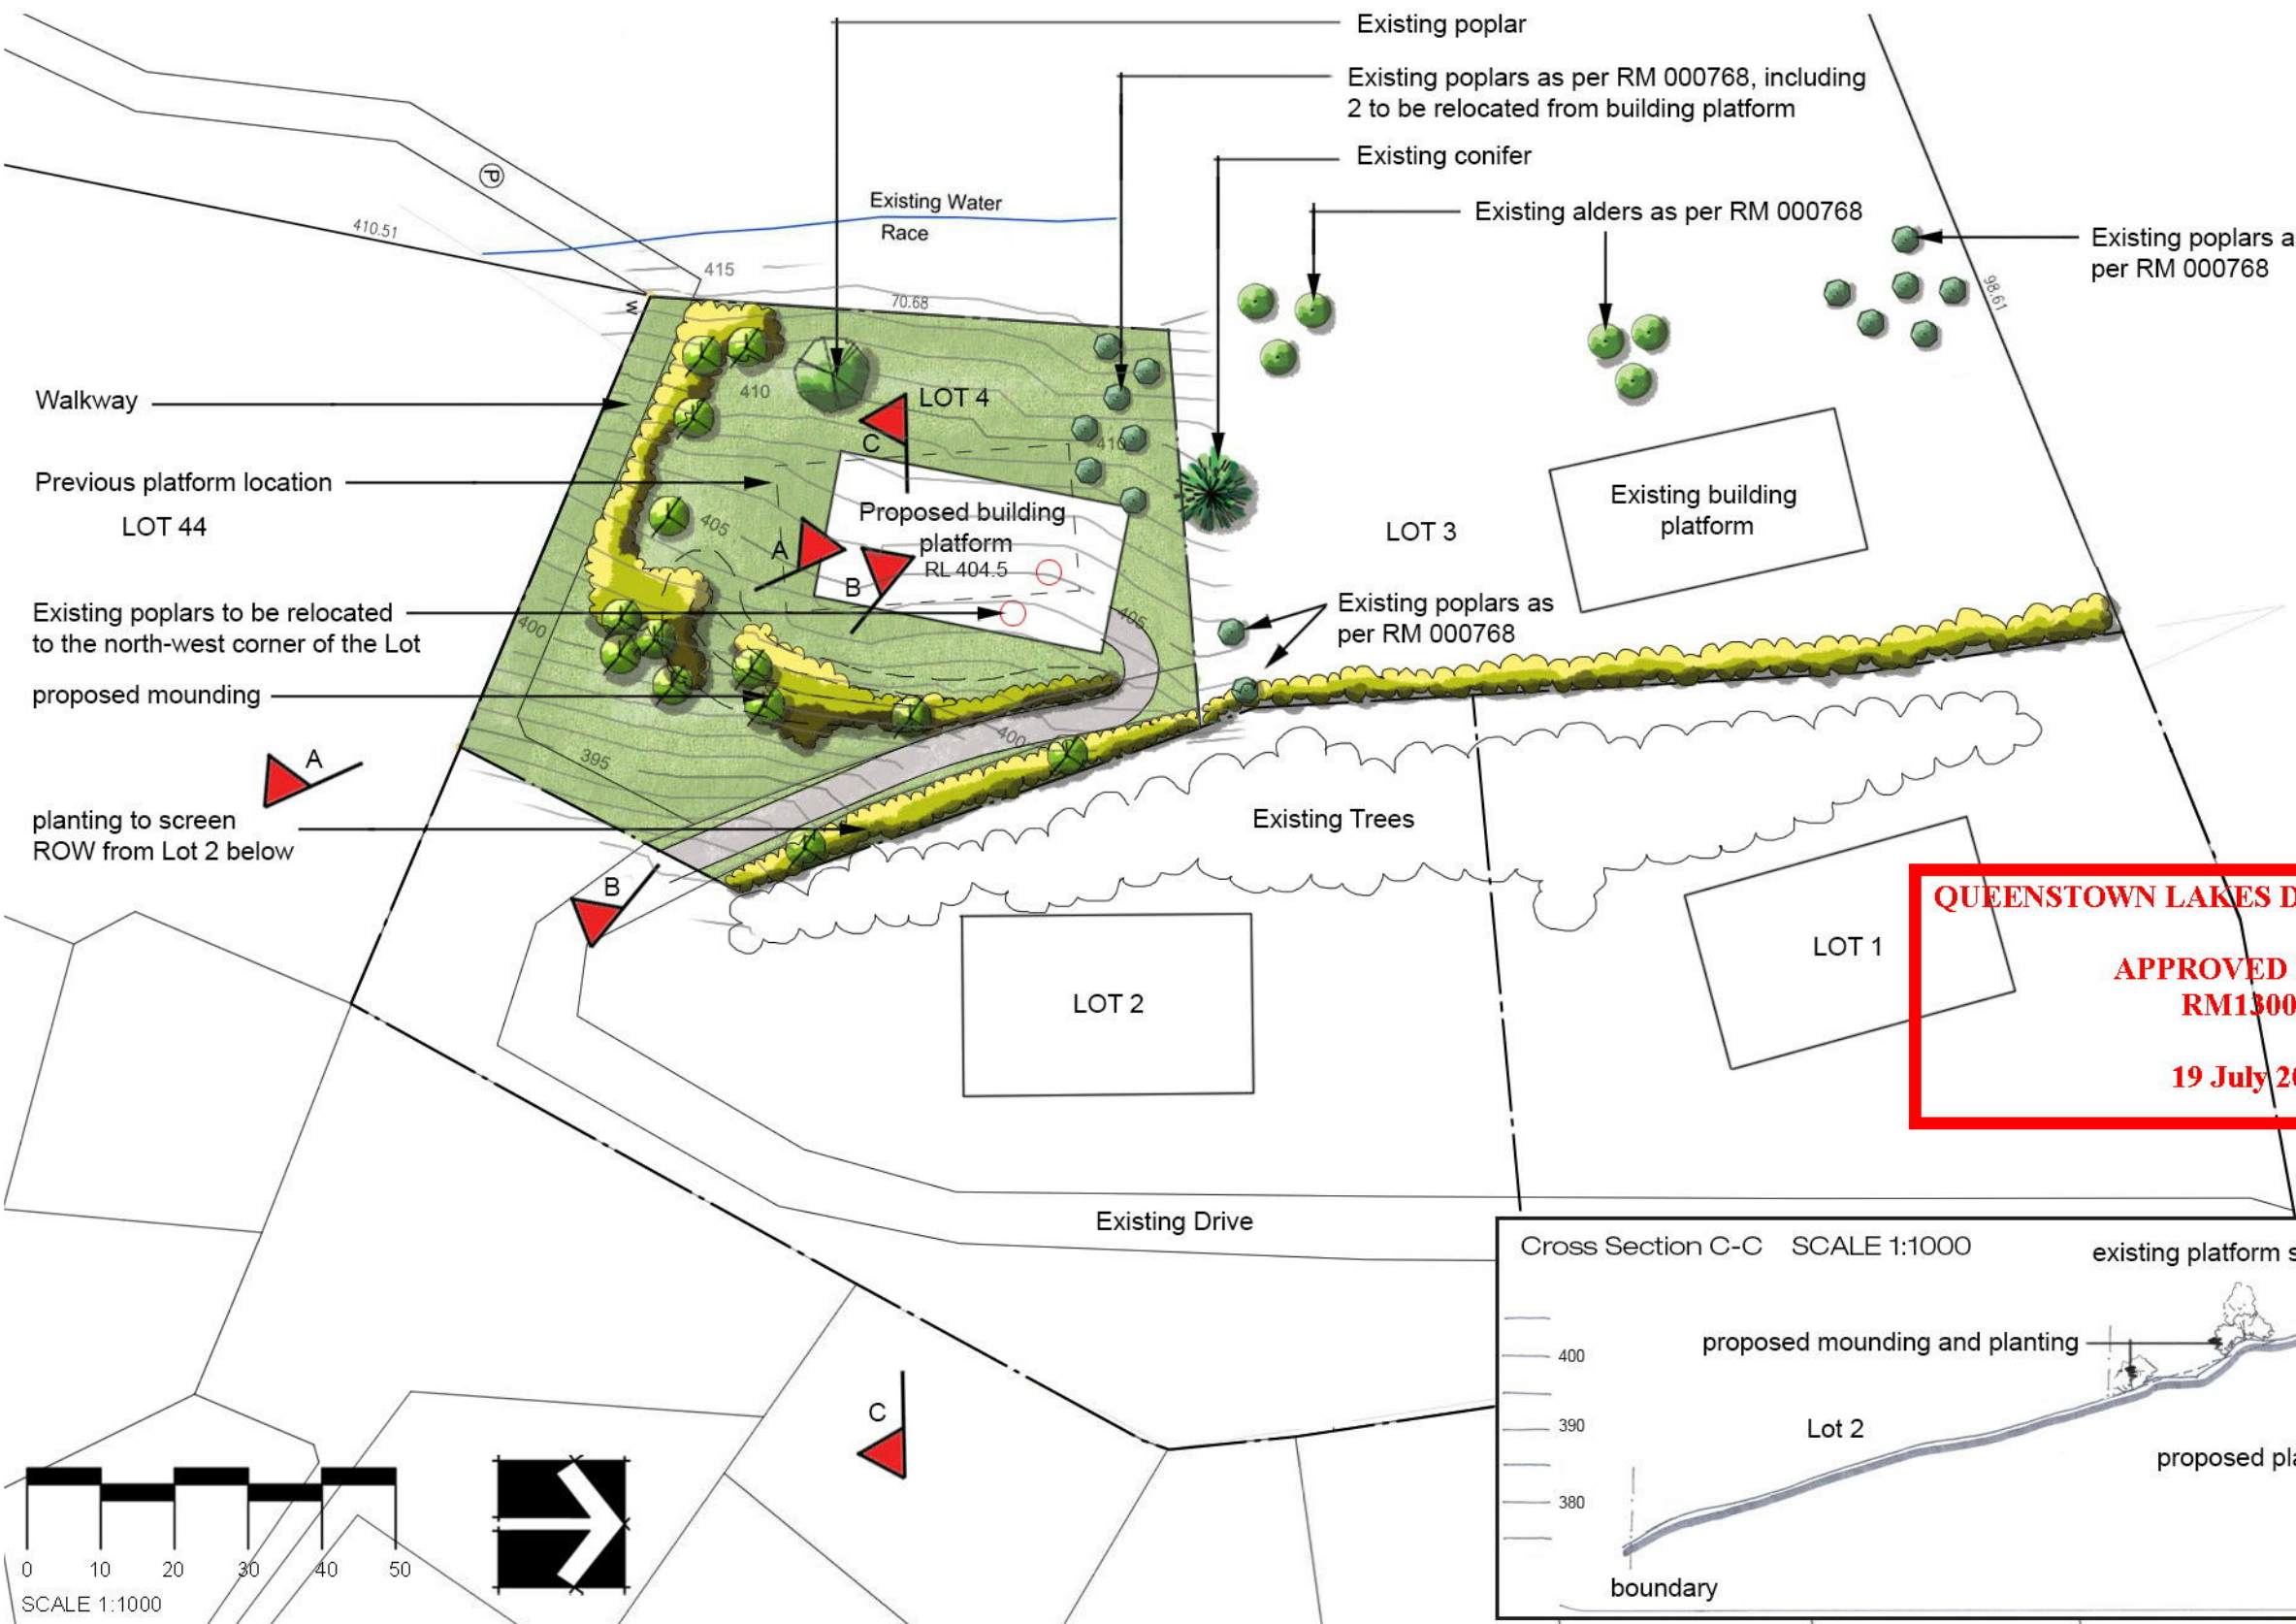 Existing poplar
Existing poplars as per RM 000768, including
2 to be relocated from building platform
Existing conifer
Existing alders as per RM 000768
Existing poplars a
per RM 000768
P
410.51
Existing Water
Race
415
70.68
98.61
W
Walkway
410
LOT 4
C
410
Previous platform location
LOT 44
405
Proposed building
platform
RL 404.5
A
B
LOT 3
Existing building
platform
Existing poplars to be relocated
to the north-west corner of the Lot
400
405
Existing poplars as
per RM 000768
proposed mounding
400
395
A
planting to screen
ROW from Lot 2 below
Existing Trees
B
LOT 2
LOT 1
QUEENSTOWN LAKES D
APPROVED
RM1300
19 July 20
Existing Drive
C
0 10 20 30 40 50
SCALE 1:1000
Cross Section C-C SCALE 1:1000
existing platform s
proposed mounding and planting
400
390
Lot 2
proposed pla
380
boundary